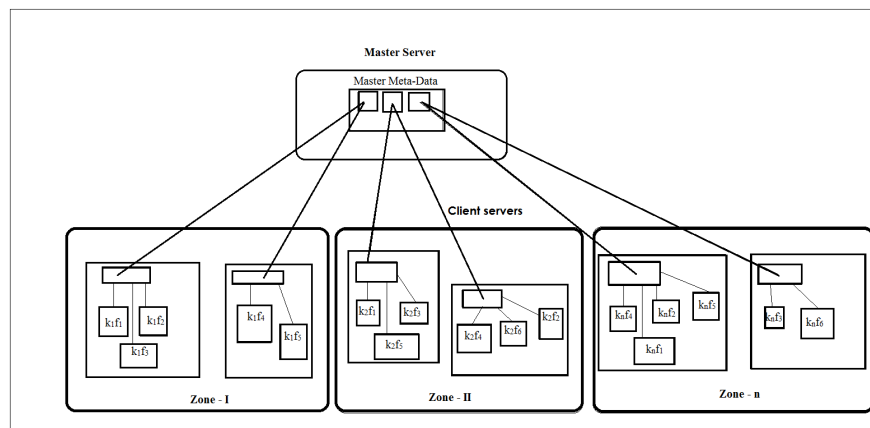 Master Server
Master Meta-Data
Client servers
k₁f₁
k₁f₂
k₁f₃
k₁f₄
k₁f₅
Zone - I
k₂f₁
k₂f₃
k₂f₅
k₂f₄
k₂f₆
k₂f₂
Zone - II
kₙf₄
kₙf₂
kₙf₅
kₙf₁
kₙf₃
kₙf₆
Zone - n